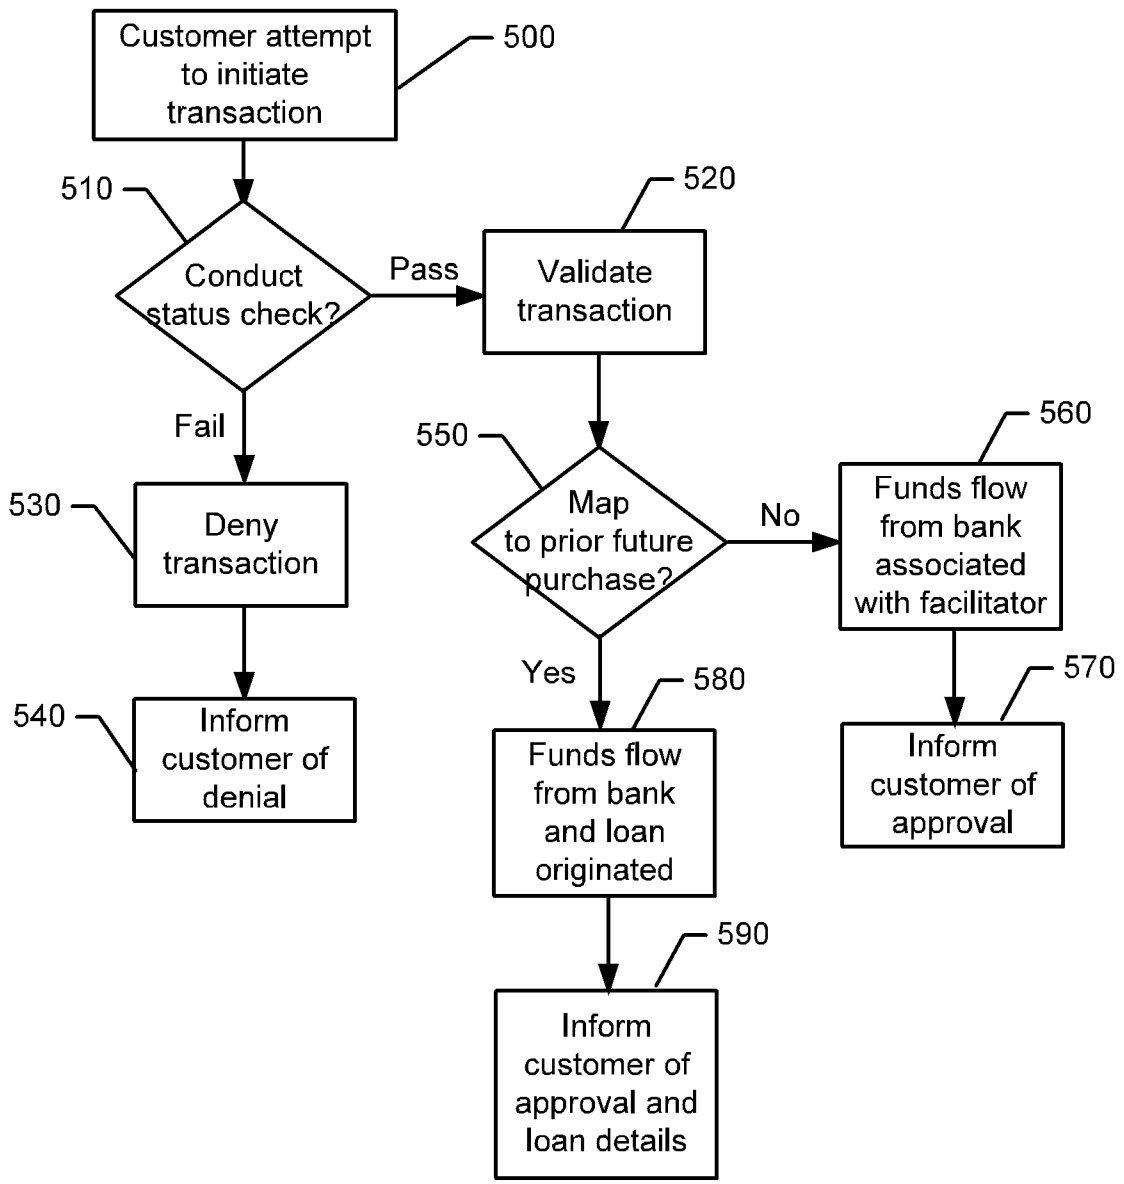 Customer attempt
to initiate
transaction
500
510
Conduct
status check?
Pass
520
Validate
transaction
Fail
530
Deny
transaction
540
Inform
customer of
denial
550
Map
to prior future
purchase?
No
560
Funds flow
from bank
associated
with facilitator
570
Inform
customer of
approval
Yes
580
Funds flow
from bank
and loan
originated
590
Inform
customer of
approval and
loan details